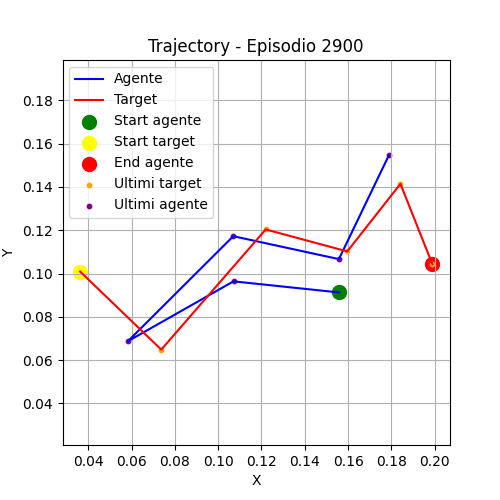 Trajectory - Episodio 2900
Agente
Target
Start agente
Start target
End agente
Ultimi target
Ultimi agente
Y
0.18
0.16
0.14
0.12
0.10
0.08
0.06
0.04
0.04 0.06 0.08 0.10 0.12 0.14 0.16 0.18 0.20
X